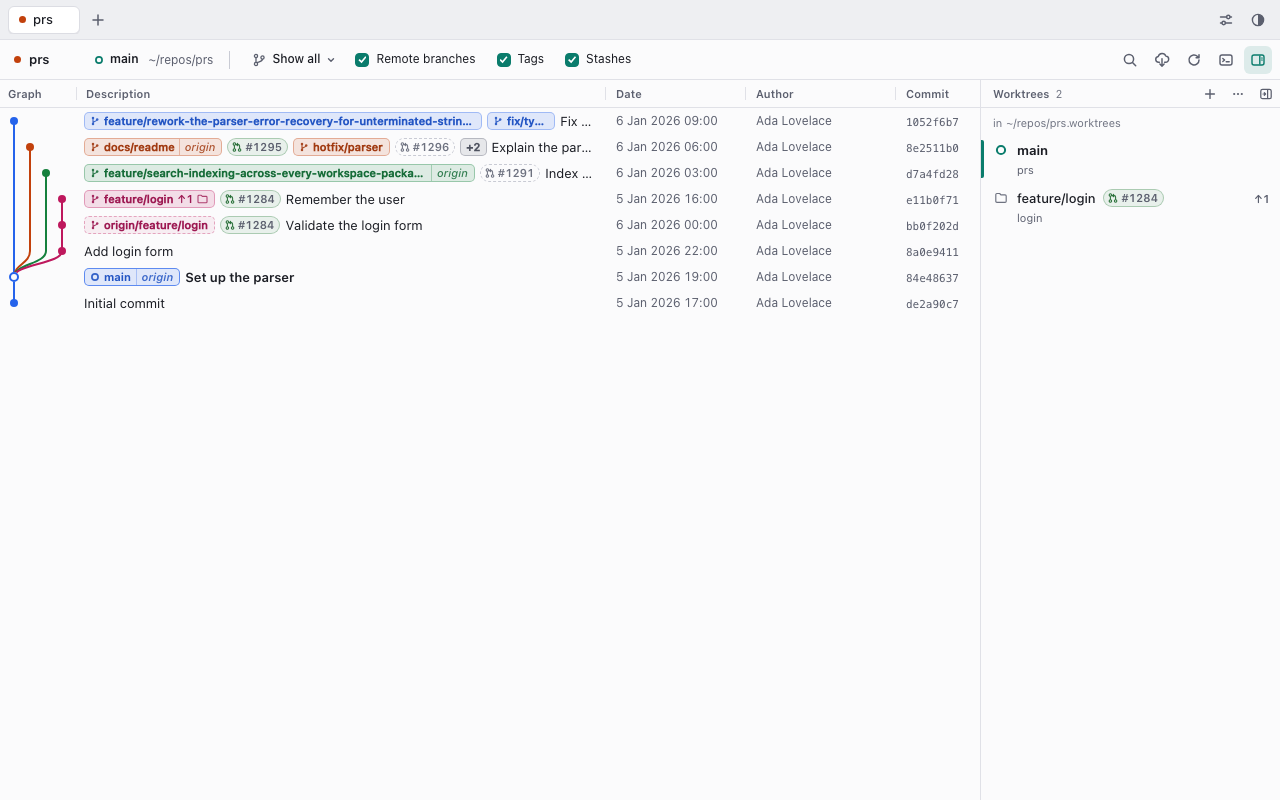 prs
prs main ~/repos/prs Show all Remote branches Tags Stashes
Graph Description Date Author Commit Worktrees 2
feature/rework-the-parser-error-recovery-for-unterminated-strin... fix/ty... Fix ... 6 Jan 2026 09:00 Ada Lovelace 1052f6b7
docs/readme origin #1295 hotfix/parser #1296 +2 Explain the par... 6 Jan 2026 06:00 Ada Lovelace 8e2511b0
feature/search-indexing-across-every-workspace-packa... origin #1291 Index ... 6 Jan 2026 03:00 Ada Lovelace d7a4fd28
feature/login ↑1 #1284 Remember the user 5 Jan 2026 16:00 Ada Lovelace e11b0f71
origin/feature/login #1284 Validate the login form 6 Jan 2026 00:00 Ada Lovelace bb0f202d
Add login form 5 Jan 2026 22:00 Ada Lovelace 8a0e9411
main origin Set up the parser 5 Jan 2026 19:00 Ada Lovelace 84e48637
Initial commit 5 Jan 2026 17:00 Ada Lovelace de2a90c7
in ~/repos/prs.worktrees
main
prs
feature/login #1284 ↑1
login